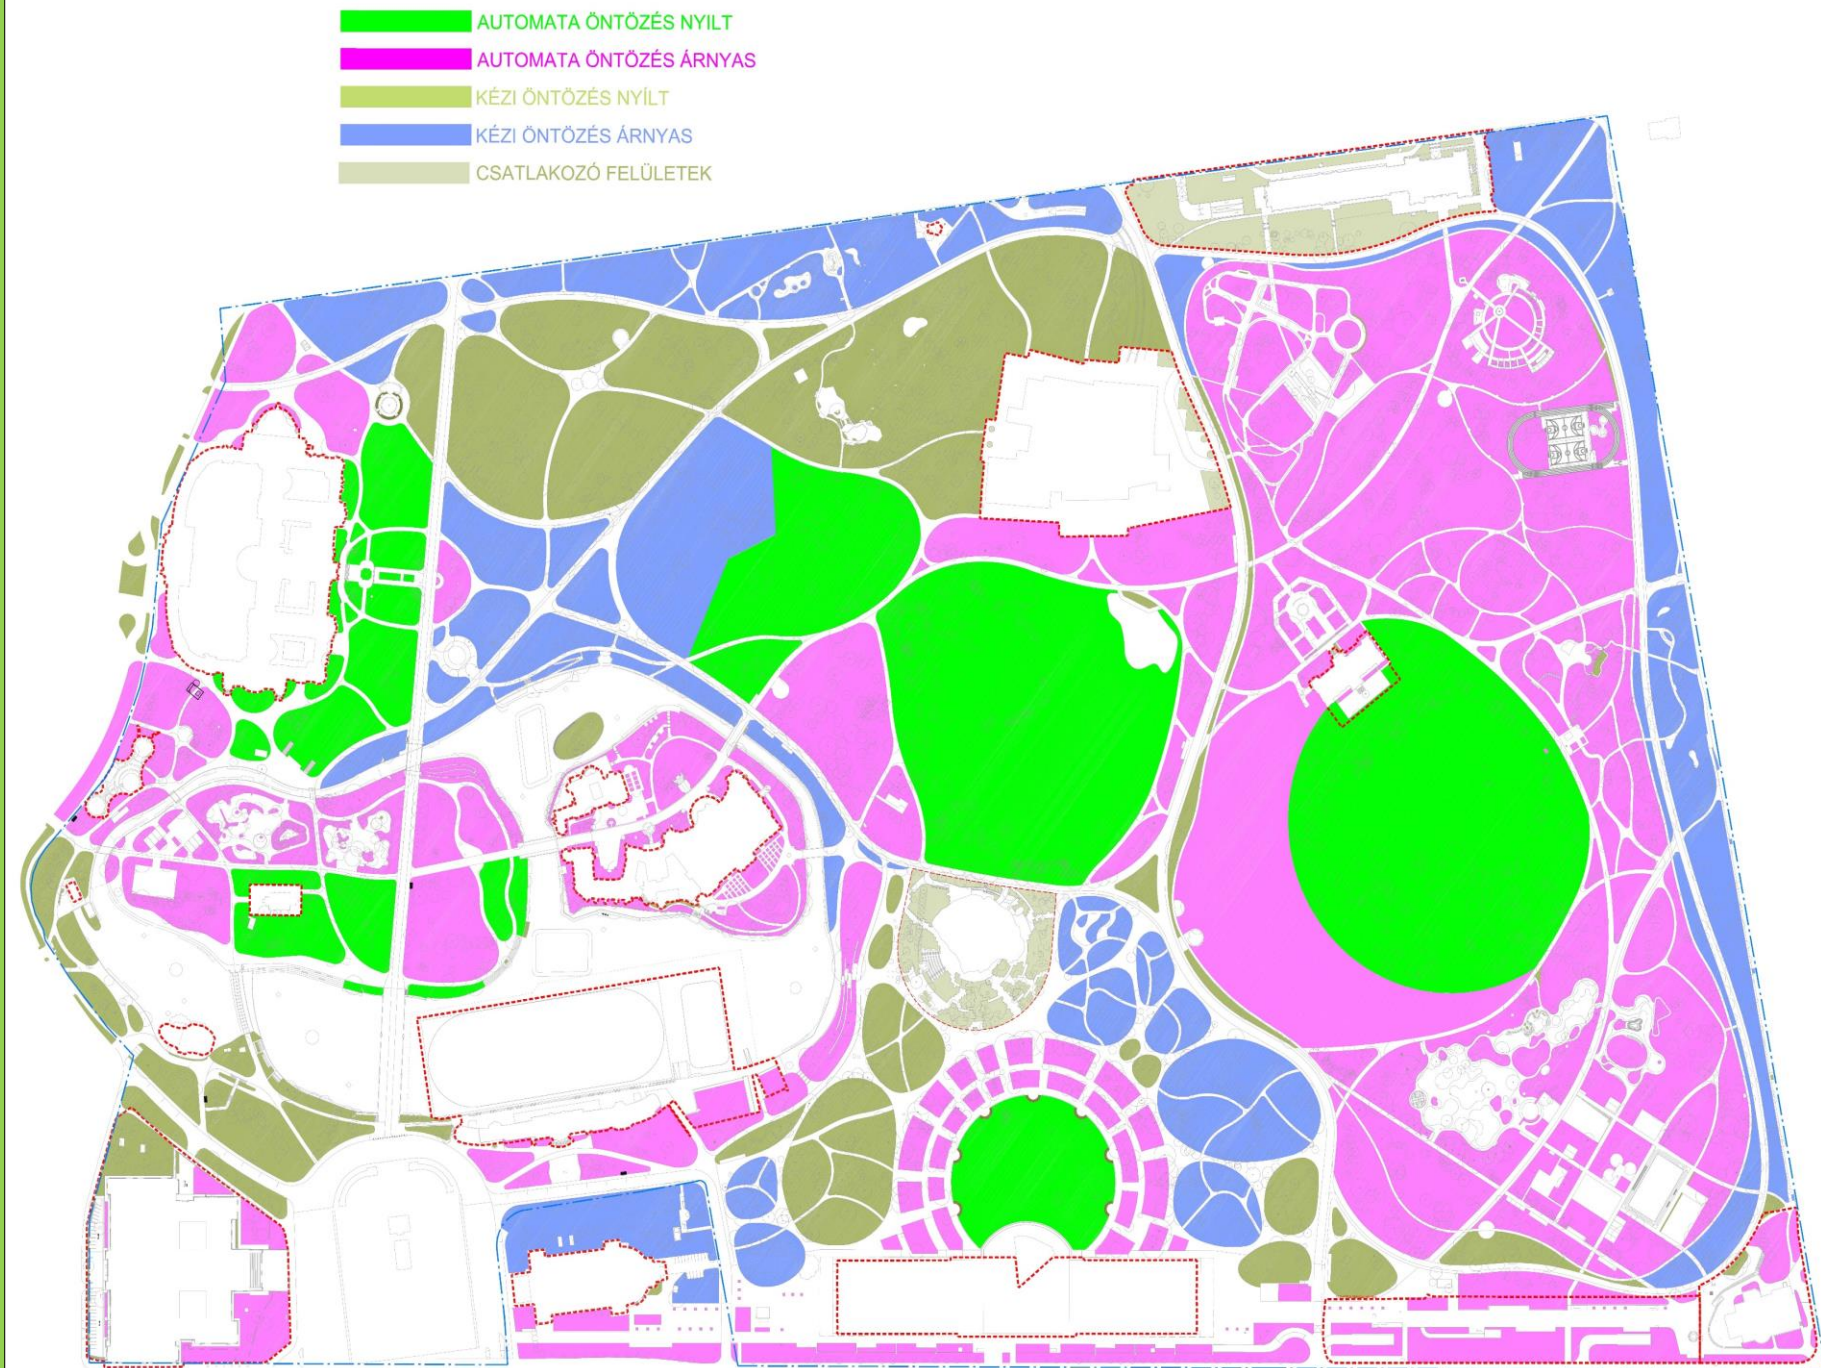 AUTOMATA ÖNTÖZÉS NYILT
AUTOMATA ÖNTÖZÉS ÁRNYAS
KÉZI ÖNTÖZÉS NYÍLT
KÉZI ÖNTÖZÉS ÁRNYAS
CSATLAKOZÓ FELÜLETEK